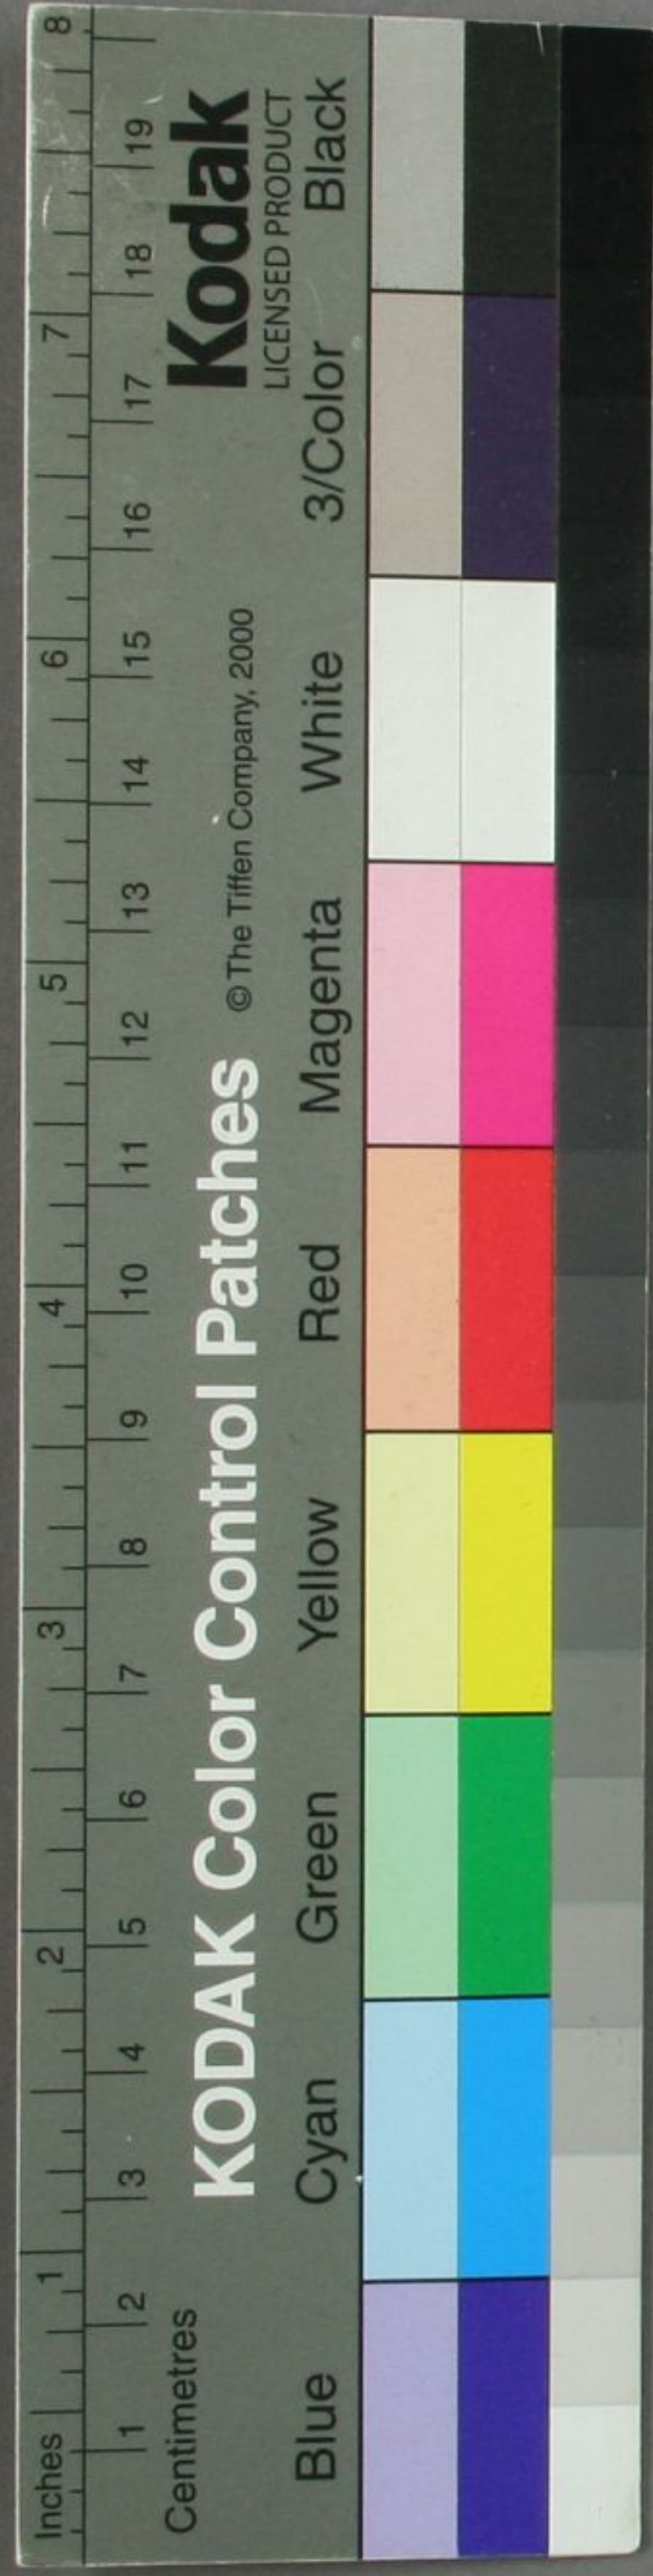 Inches 1 2 3 4 5 6 7 8
1 2 3 4 5 6 7 8 9 10 11 12 13 14 15 16 17 18 19
Centimetres
KODAK Color Control Patches © The Tiffen Company, 2000 Kodak
LICENSED PRODUCT
Blue Cyan Green Yellow Red Magenta White 3/Color Black